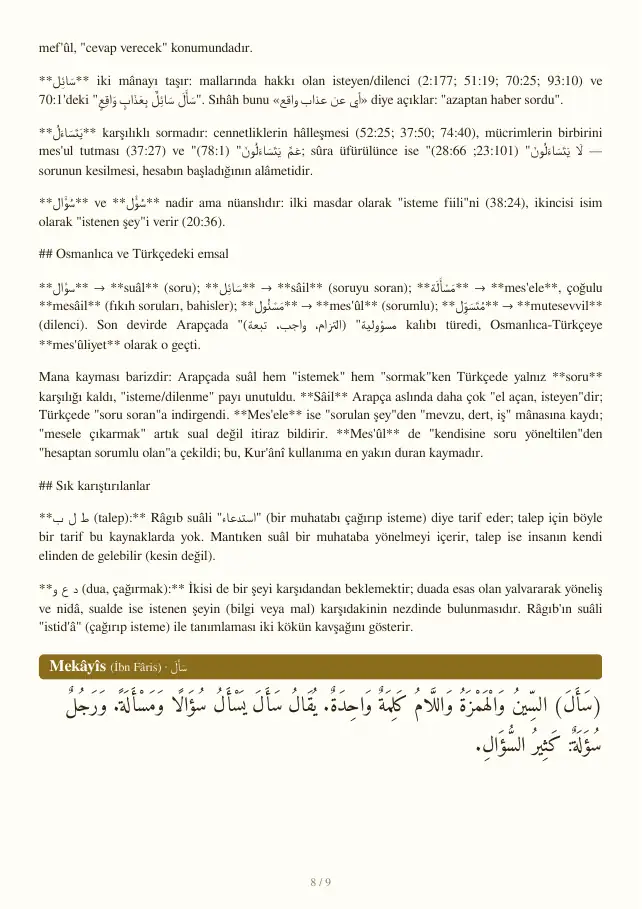 mef'ûl, "cevap verecek" konumundadır.
**سَائِل** iki mânayı taşır: mallarında hakkı olan isteyen/dilenci (2:177; 51:19; 70:25; 93:10) ve
70:1'deki "سَأَلَ سَائِلٌ بِعَذَابٍ وَاقِعٍ". Sıhâh bunu «أي عن عذاب واقع» diye açıklar: "azaptan haber sordu".
**يَتَسَاءَلُ** karşılıklı sormadır: cennetliklerin hâlleşmesi (52:25; 37:50; 74:40), mücrimlerin birbirini
mes'ul tutması (37:27) ve "عَمَّ يَتَسَاءَلُونَ" (78:1); sûra üfürülünce ise "لَا يَتَسَاءَلُونَ" (23:101; 28:66) —
sorunun kesilmesi, hesabın başladığının alâmetidir.
**سُؤَال** ve **سُؤْل** nadir ama nüanslıdır: ilki masdar olarak "isteme fiili"ni (38:24), ikincisi isim
olarak "istenen şey"i verir (20:36).
## Osmanlıca ve Türkçedeki emsal
**سؤال** → **suâl** (soru); **سَائِل** → **sâil** (soruyu soran); **مَسْأَلَة** → **mes'ele**, çoğulu
**mesâil** (fıkıh soruları, bahisler); **مَسْئُول** → **mes'ûl** (sorumlu); **مُتَسَوِّل** → **mutesevvil**
(dilenci). Son devirde Arapçada "مسؤولية" (التزام، واجب، تبعة) kalıbı türedi, Osmanlıca-Türkçeye
**mes'ûliyet** olarak o geçti.
Mana kayması barizdir: Arapçada suâl hem "istemek" hem "sormak"ken Türkçede yalnız **soru**
karşılığı kaldı, "isteme/dilenme" payı unutuldu. **Sâil** Arapça aslında daha çok "el açan, isteyen"dir;
Türkçede "soru soran"a indirgendi. **Mes'ele** ise "sorulan şey"den "mevzu, dert, iş" mânasına kaydı;
"mesele çıkarmak" artık sual değil itiraz bildirir. **Mes'ûl** de "kendisine soru yöneltilen"den
"hesaptan sorumlu olan"a çekildi; bu, Kur'ânî kullanıma en yakın duran kaymadır.
## Sık karıştırılanlar
**ط ل ب (talep):** Râgıb suâli "استدعاء" (bir muhatabı çağırıp isteme) diye tarif eder; talep için böyle
bir tarif bu kaynaklarda yok. Mantıken suâl bir muhataba yönelmeyi içerir, talep ise insanın kendi
elinden de gelebilir (kesin değil).
**د ع و (dua, çağırmak):** İkisi de bir şeyi karşıdandan beklemektir; duada esas olan yalvararak yöneliş
ve nidâ, sualde ise istenen şeyin (bilgi veya mal) karşıdakinin nezdinde bulunmasıdır. Râgıb'ın suâli
"istid'â" (çağırıp isteme) ile tanımlaması iki kökün kavşağını gösterir.
Mekâyîs (İbn Fâris) · سأل
(سَأَلَ) السِّينُ وَالْهَمْزَةُ وَاللَّامُ كَلِمَةٌ وَاحِدَةٌ. يُقَالُ سَأَلَ يَسْأَلُ سُؤَالًا وَمَسْأَلَةً. وَرَجُلٌ
سُؤَلَةٌ: كَثِيرُ السُّؤَالِ.
8 / 9